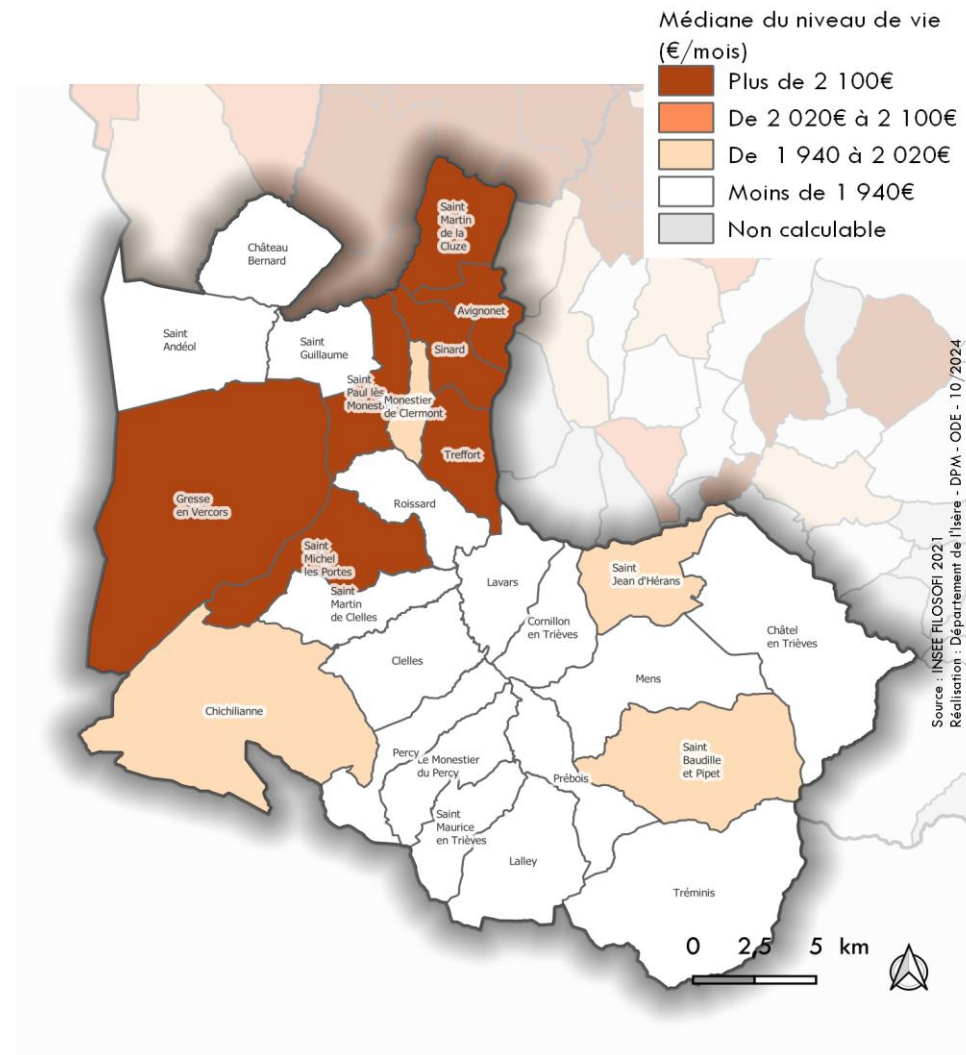 Médiane du niveau de vie
(€/mois)
Plus de 2 100€
De 2 020€ à 2 100€
De 1 940 à 2 020€
Moins de 1 940€
Non calculable
Saint
Martin
de la
Cluze
Château
Bernard
Avignonet
Saint
Andéol
Saint
Guillaume
Sinard
Saint
Paul lès
Monest
Monestier
de Clermont
Treffort
Gresse
en Vercors
Roissard
Saint
Michel
les Portes
Saint
Martin
de Clelles
Lavars
Saint
Jean d'Hérans
Cornillon
en Trièves
Châtel
en Trièves
Clelles
Mens
Chichilianne
Percy
Le Monestier
du Percy
Prébois
Saint
Baudille
et Pipet
Saint
Maurice
en Trièves
Lalley
Tréminis
0 2,5 5 km
Source : INSEE FILOSOFI 2021
Réalisation : Département de l'Isère - DPM - ODE - 10/2024